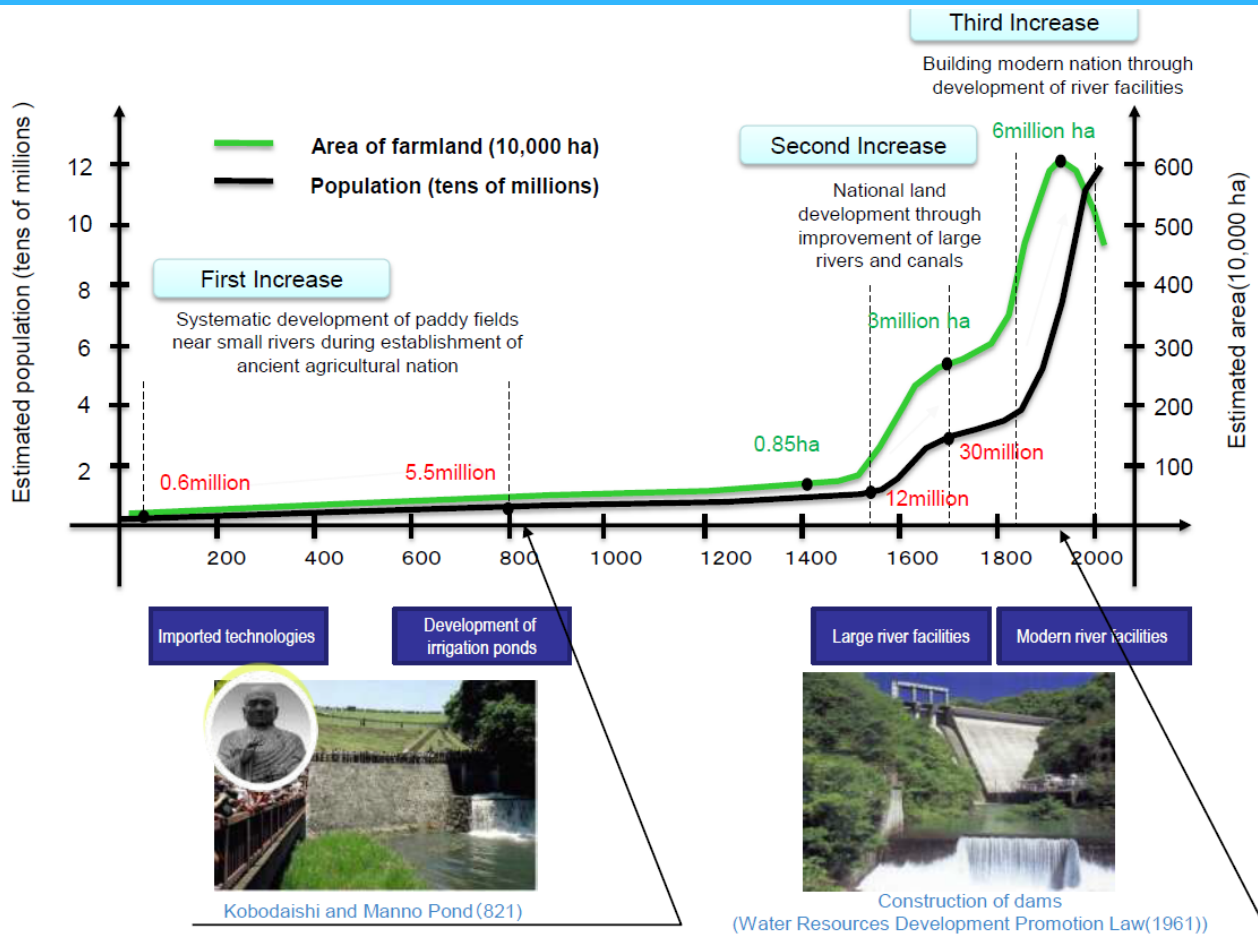 Third Increase
Building modern nation through
development of river facilities
6million ha
Area of farmland (10,000 ha)
Population (tens of millions)
Second Increase
National land
development through
improvement of large
rivers and canals
First Increase
Systematic development of paddy fields
near small rivers during establishment of
ancient agricultural nation
Estimated population (tens of millions )
12
10
8
6
4
2
Estimated area(10,000 ha)
600
500
400
300
200
100
3million ha
0.85ha
30million
12million
0.6million
5.5million
200
400
600
800
1000
1200
1400
1600
1800
2000
Imported technologies
Development of
irrigation ponds
Large river facilities
Modern river facilities
Kobodaishi and Manno Pond(821)
Construction of dams
(Water Resources Development Promotion Law(1961))